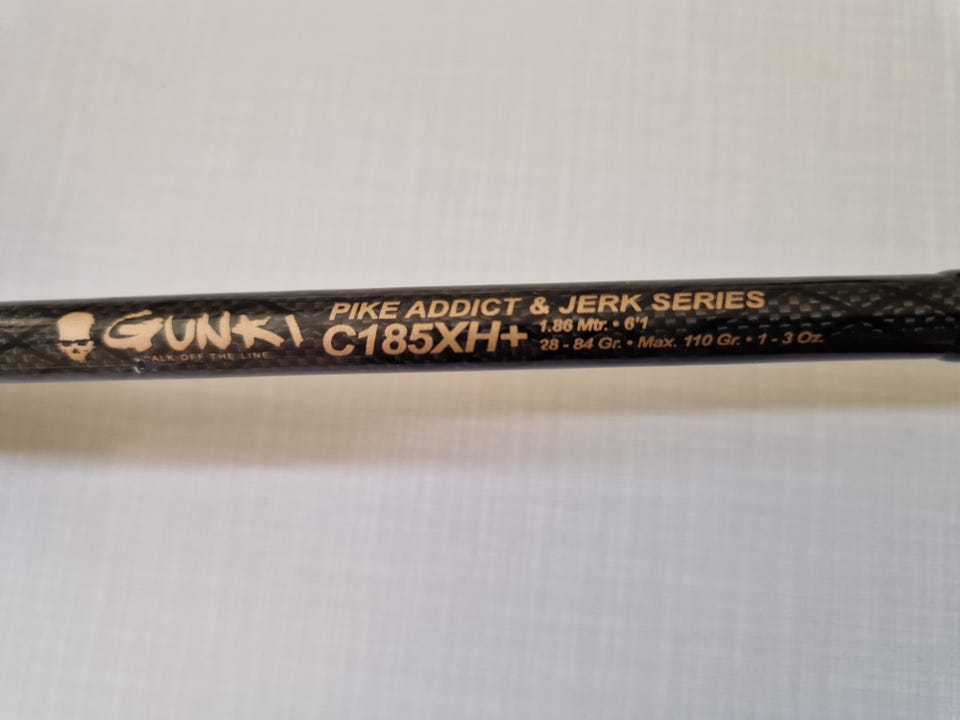 GUNKI
WALK OFF THE LINE
PIKE ADDICT & JERK SERIES
C185XH+
1.86 Mtr. • 6'1
28 - 84 Gr. • Max. 110 Gr. • 1 - 3 Oz.